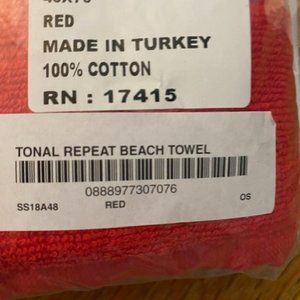 RED
MADE IN TURKEY
100% COTTON
RN : 17415
TONAL REPEAT BEACH TOWEL
0888977307076
SS18A48 RED OS